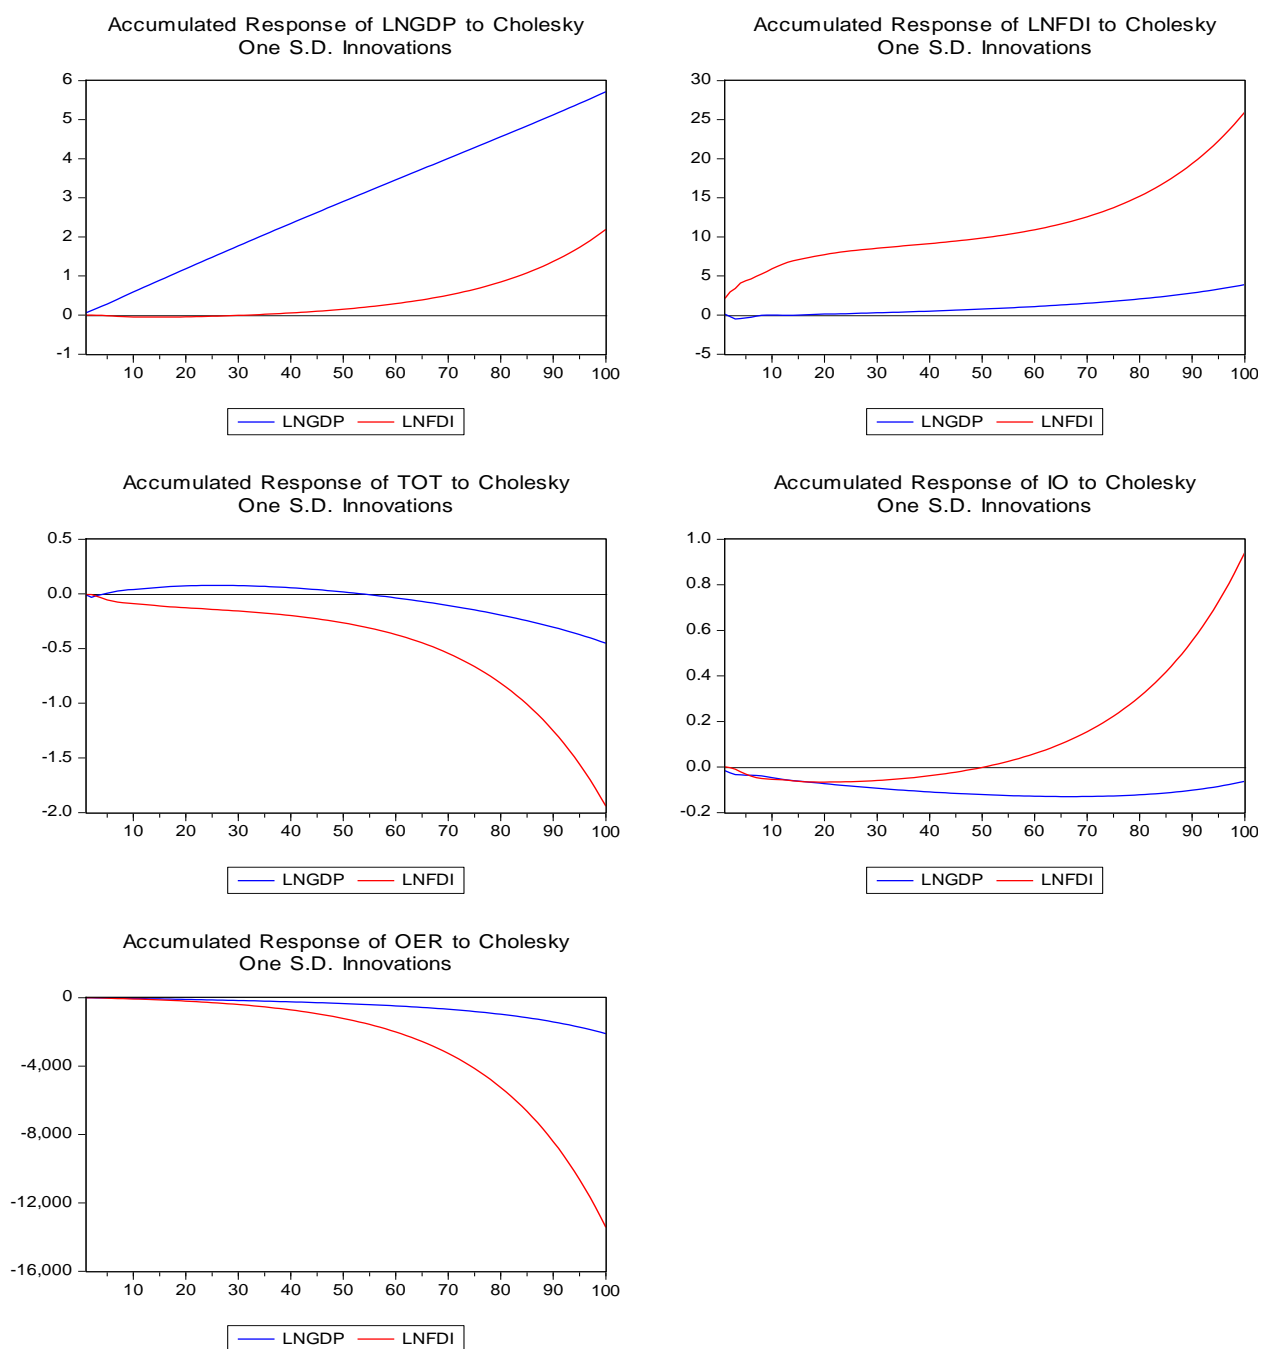 Accumulated Response of LNGDP to Cholesky
One S.D. Innovations
6
5
4
3
2
1
0
-1
10 20 30 40 50 60 70 80 90 100
LNGDP LNFDI
Accumulated Response of LNFDI to Cholesky
One S.D. Innovations
30
25
20
15
10
5
0
-5
10 20 30 40 50 60 70 80 90 100
LNGDP LNFDI
Accumulated Response of TOT to Cholesky
One S.D. Innovations
0.5
0.0
-0.5
-1.0
-1.5
-2.0
10 20 30 40 50 60 70 80 90 100
LNGDP LNFDI
Accumulated Response of IO to Cholesky
One S.D. Innovations
1.0
0.8
0.6
0.4
0.2
0.0
-0.2
10 20 30 40 50 60 70 80 90 100
LNGDP LNFDI
Accumulated Response of OER to Cholesky
One S.D. Innovations
0
-4,000
-8,000
-12,000
-16,000
10 20 30 40 50 60 70 80 90 100
LNGDP LNFDI